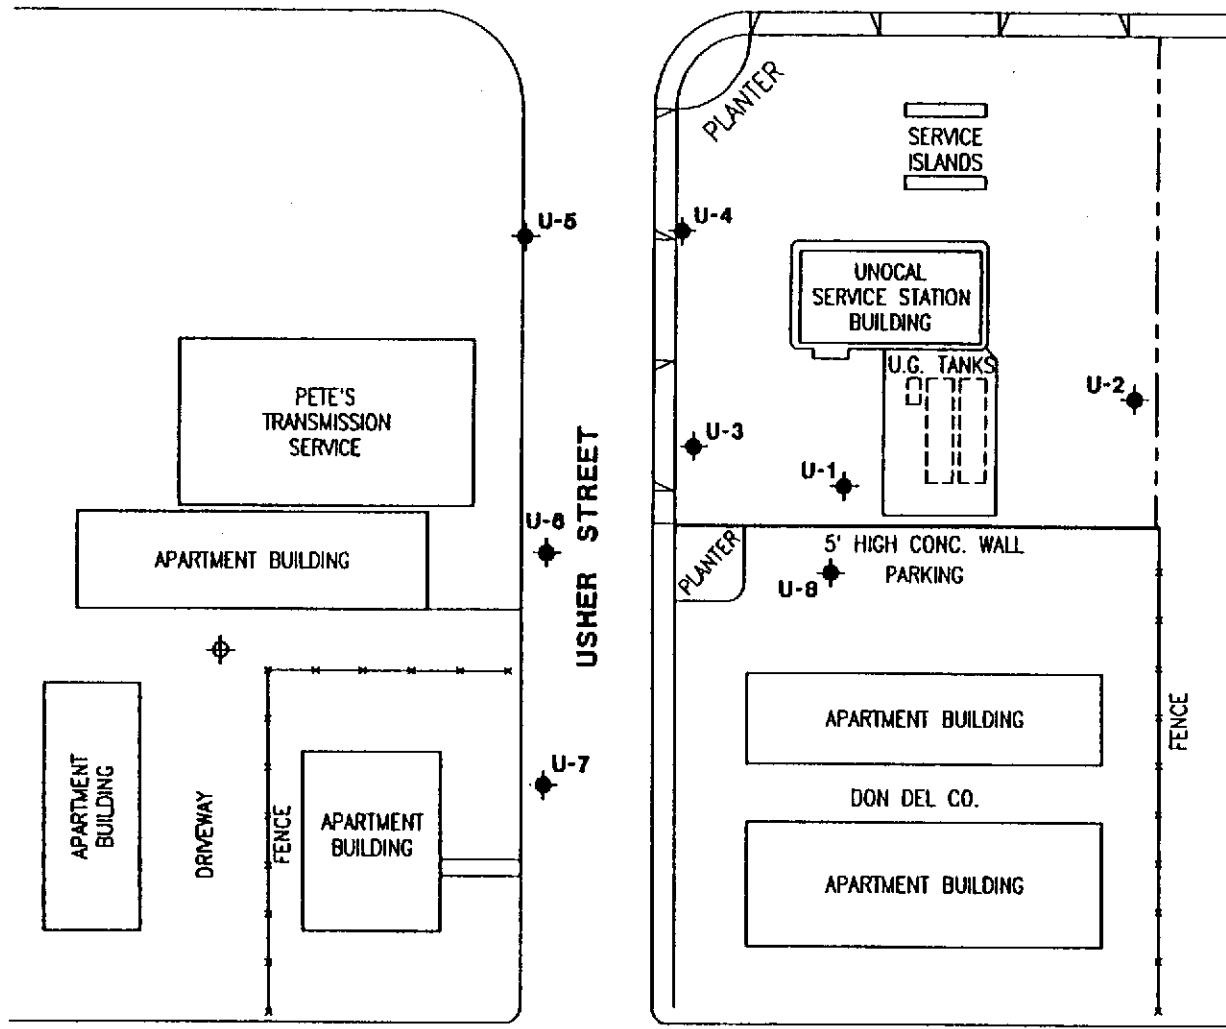 PLANTER
SERVICE
ISLANDS
U-5
U-4
UNOCAL
SERVICE STATION
BUILDING
U.G. TANKS
U-2
PETE'S
TRANSMISSION
SERVICE
U-3
U-1
USHER STREET
U-6
APARTMENT BUILDING
PLANTER
5' HIGH CONC. WALL
PARKING
U-8
APARTMENT BUILDING
FENCE
U-7
DON DEL CO.
APARTMENT
BUILDING
DRIVEWAY
FENCE
APARTMENT
BUILDING
APARTMENT BUILDING